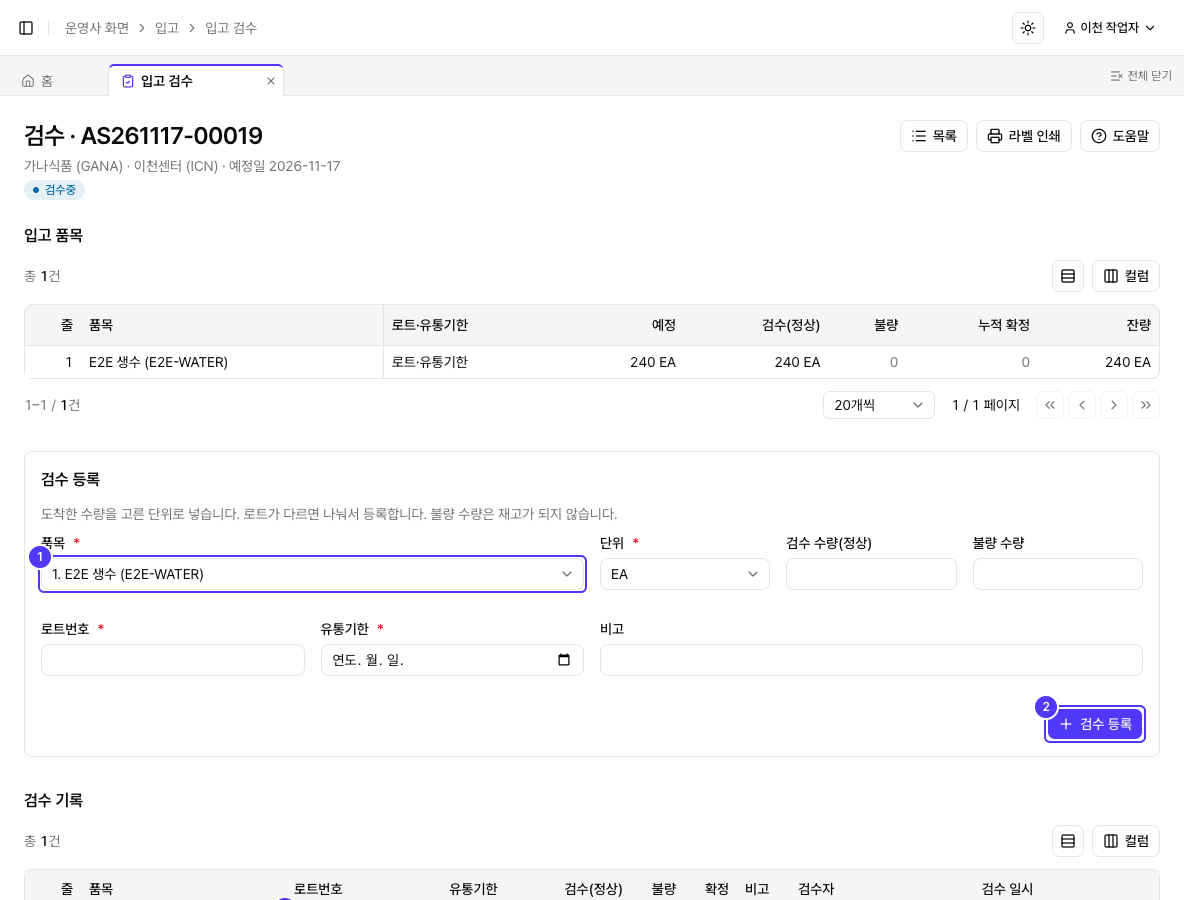 운영사 화면 > 입고 > 입고 검수
이천 작업자
홈
입고 검수
전체 닫기
검수 · AS261117-00019
목록
라벨 인쇄
도움말
가나식품 (GANA) · 이천센터 (ICN) · 예정일 2026-11-17
검수중
입고 품목
총 1건
컬럼
줄 품목 로트·유통기한 예정 검수(정상) 불량 누적 확정 잔량
1 E2E 생수 (E2E-WATER) 로트·유통기한 240 EA 240 EA 0 0 240 EA
1–1 / 1건
20개씩
1 / 1 페이지
검수 등록
도착한 수량을 고른 단위로 넣습니다. 로트가 다르면 나눠서 등록합니다. 불량 수량은 재고가 되지 않습니다.
품목 * 단위 * 검수 수량(정상) 불량 수량
1
1. E2E 생수 (E2E-WATER) EA
로트번호 * 유통기한 * 비고
연도. 월. 일.
2
+ 검수 등록
검수 기록
총 1건
컬럼
줄 품목 로트번호 유통기한 검수(정상) 불량 확정 비고 검수자 검수 일시